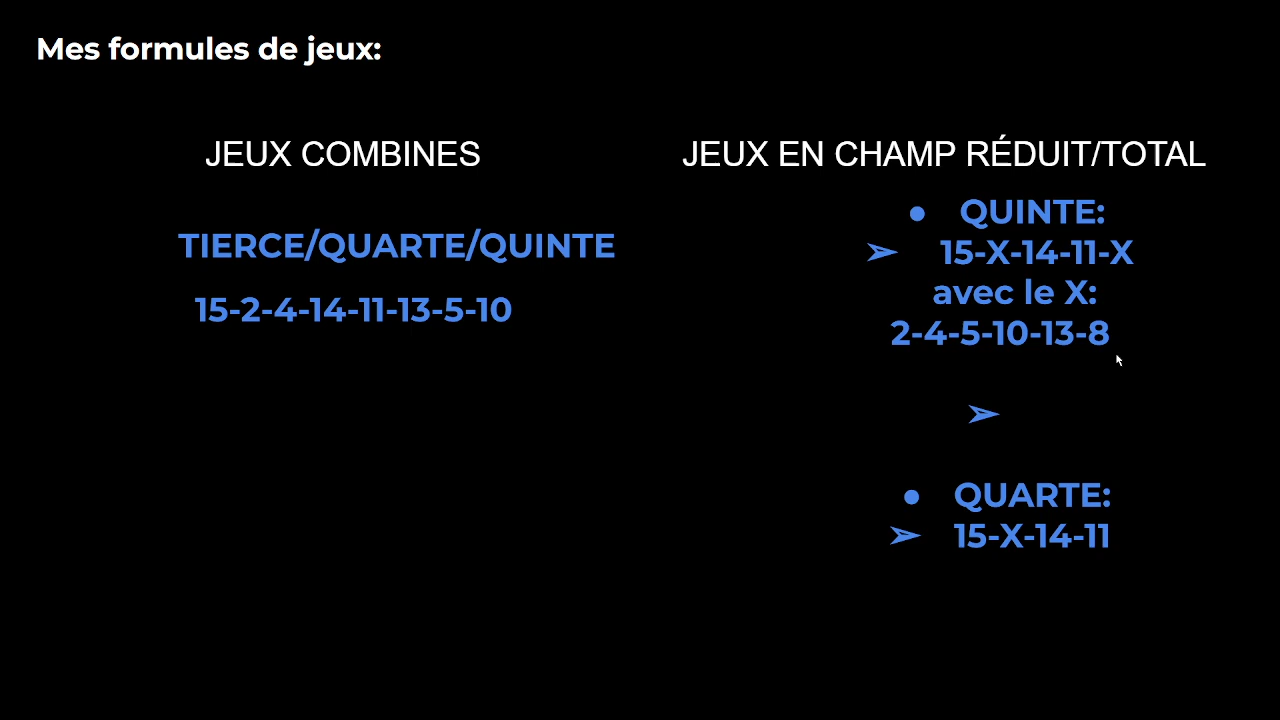 Mes formules de jeux:
JEUX COMBINES
TIERCE/QUARTE/QUINTE
15-2-4-14-11-13-5-10
JEUX EN CHAMP RÉDUIT/TOTAL
● QUINTE:
➢ 15-X-14-11-X
avec le X:
2-4-5-10-13-8
➢
● QUARTE:
➢ 15-X-14-11